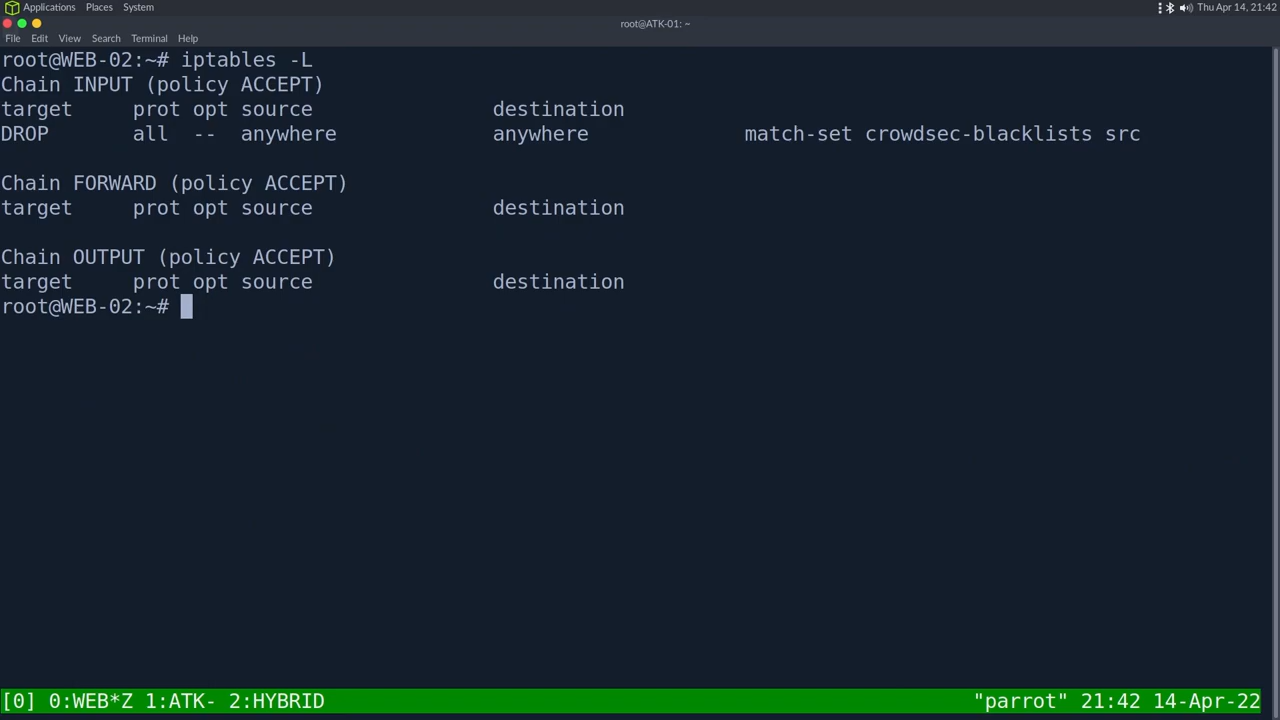 Applications Places System Thu Apr 14, 21:42
root@ATK-01: ~
File Edit View Search Terminal Help
root@WEB-02:~# iptables -L
Chain INPUT (policy ACCEPT)
target     prot opt source               destination
DROP       all  --  anywhere             anywhere             match-set crowdsec-blacklists src
Chain FORWARD (policy ACCEPT)
target     prot opt source               destination
Chain OUTPUT (policy ACCEPT)
target     prot opt source               destination
root@WEB-02:~#
[0] 0:WEB*Z 1:ATK- 2:HYBRID "parrot" 21:42 14-Apr-22